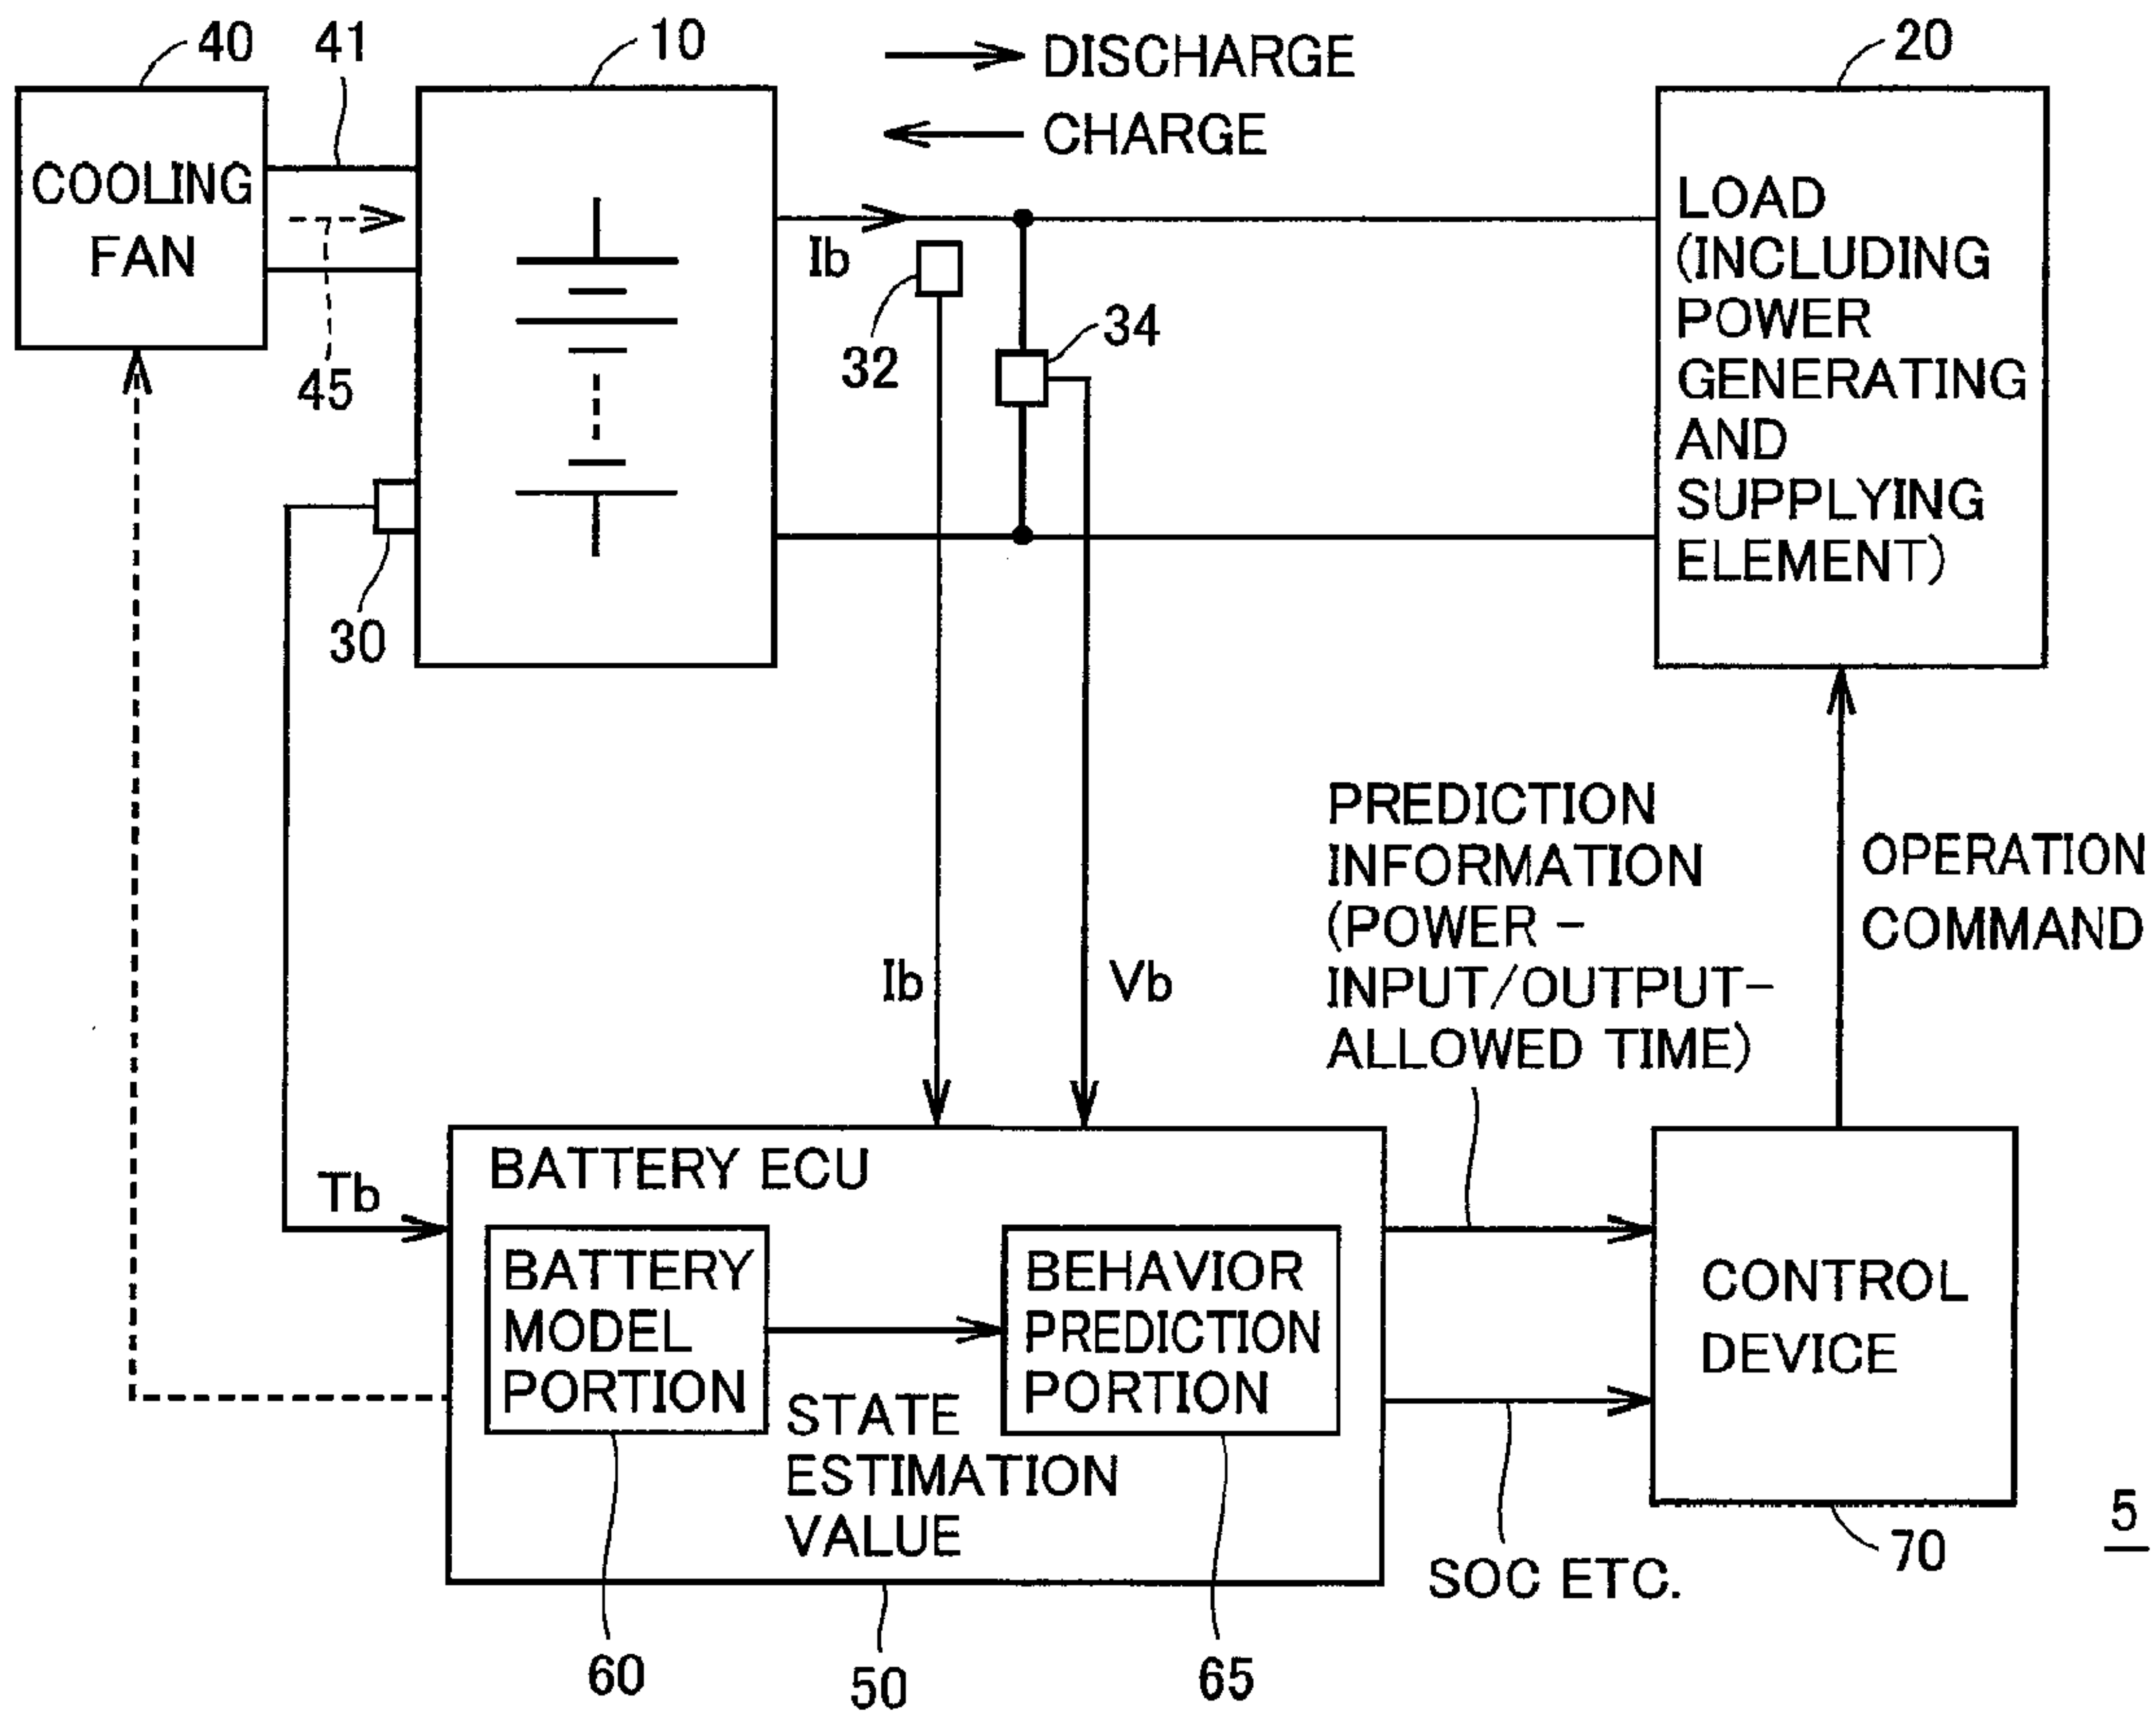 40
41
10
DISCHARGE
CHARGE
20
COOLING
FAN
45
Ib
32
34
30
LOAD
(INCLUDING
POWER
GENERATING
AND
SUPPLYING
ELEMENT)
PREDICTION
INFORMATION
(POWER -
INPUT/OUTPUT-
ALLOWED TIME)
OPERATION
COMMAND
Ib
Vb
Tb
BATTERY ECU
BATTERY
MODEL
PORTION
STATE
ESTIMATION
VALUE
BEHAVIOR
PREDICTION
PORTION
CONTROL
DEVICE
SOC ETC.
60
50
65
70
5